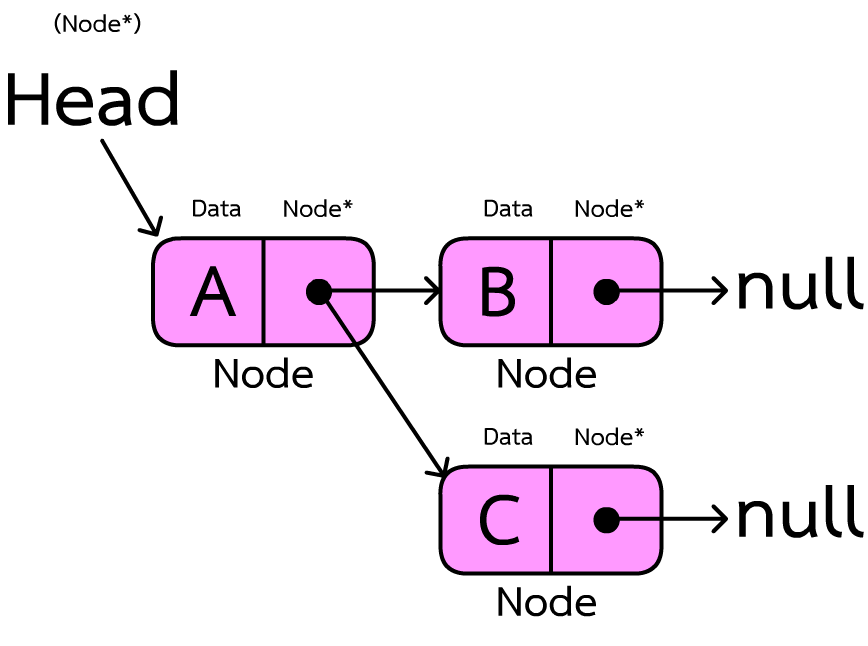 (Node*)
Head
Data Node*
Data Node*
A
B
null
Node
Node
Data Node*
C
null
Node